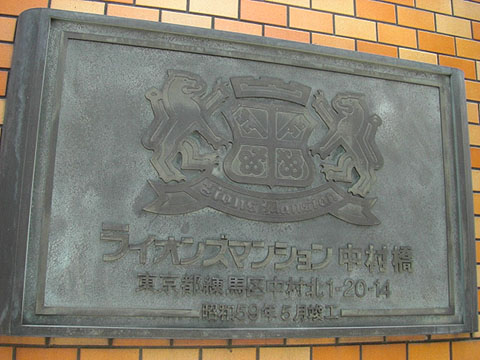 Lions Mansion
ライオンズマンション 中村橋
東京都練馬区中村北1-20-14
昭和59年5月竣工